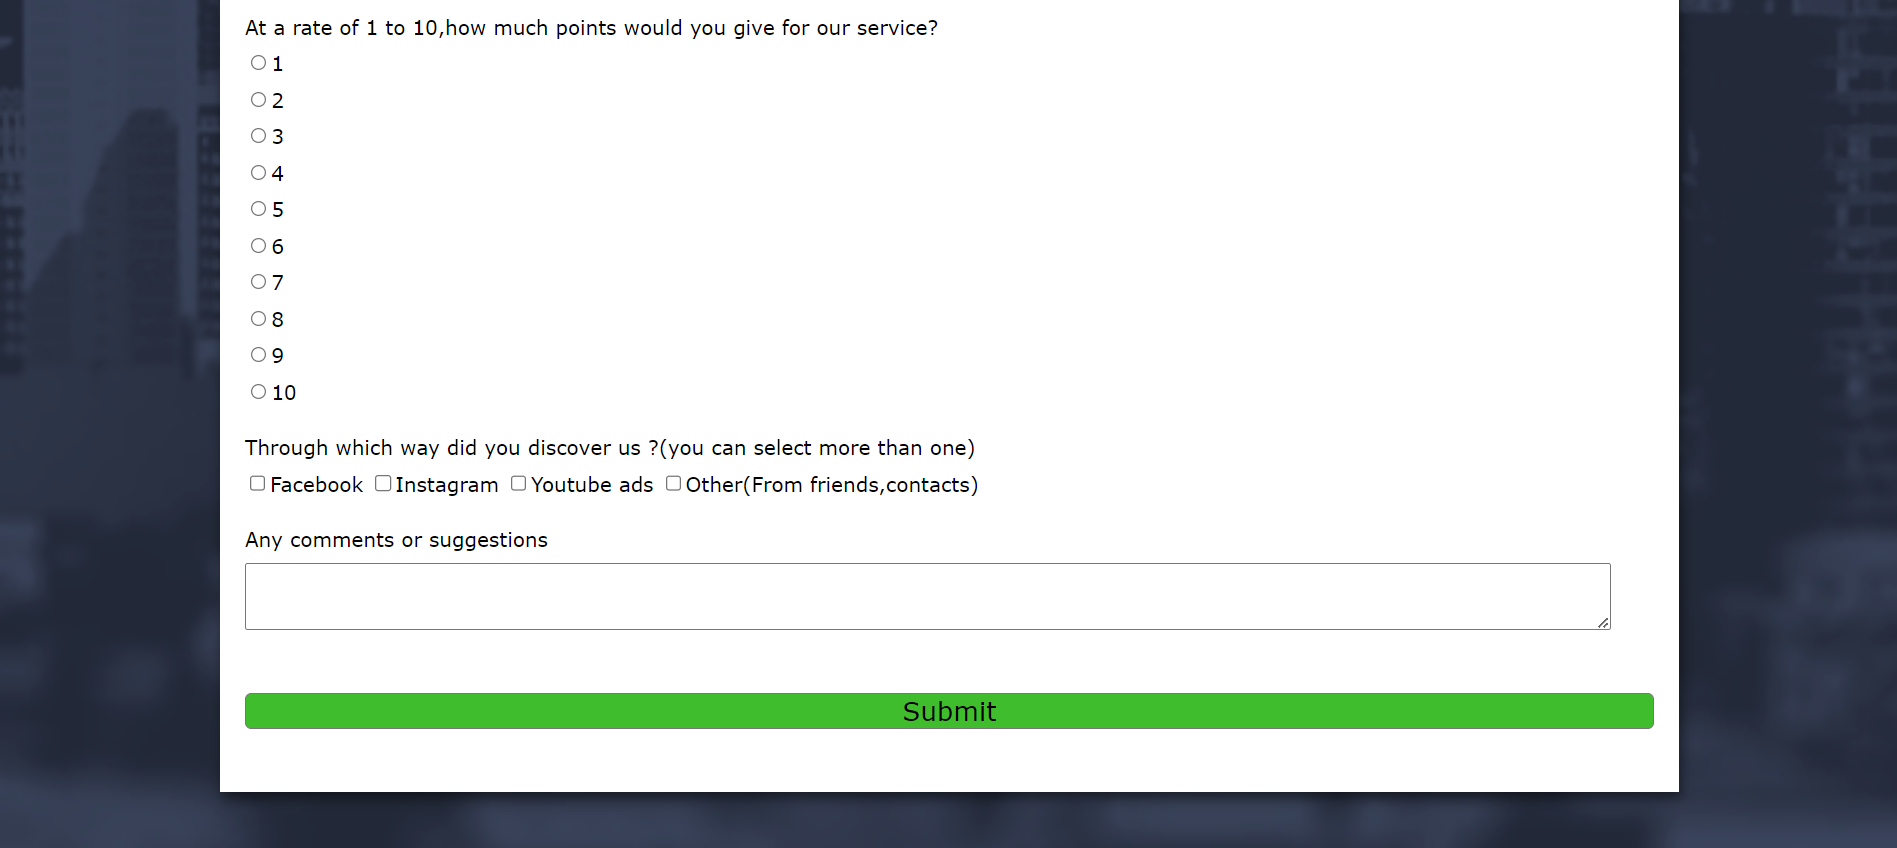 At a rate of 1 to 10,how much points would you give for our service?
1
2
3
4
5
6
7
8
9
10
Through which way did you discover us ?(you can select more than one)
Facebook Instagram Youtube ads Other(From friends,contacts)
Any comments or suggestions
Submit